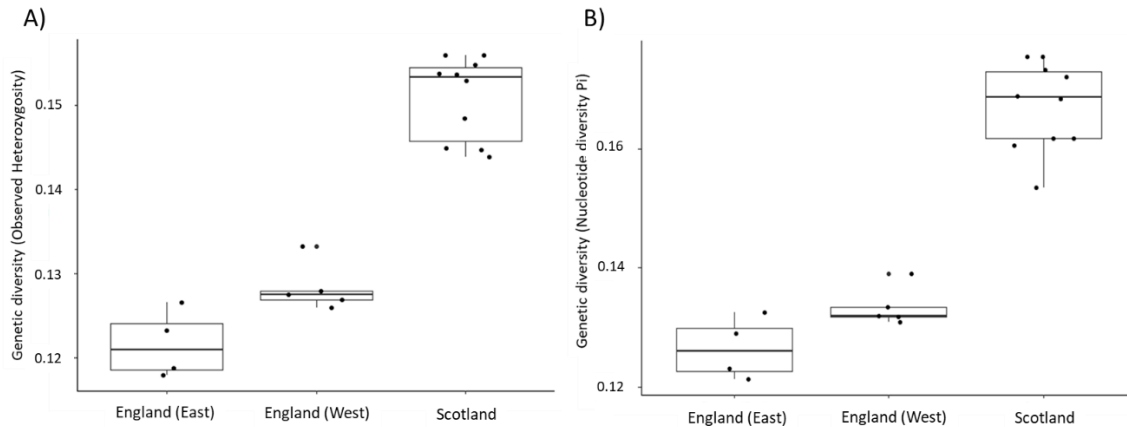 A)
Genetic diversity (Observed Heterozygosity)
0.15
0.14
0.13
0.12
England (East) England (West) Scotland
B)
Genetic diversity (Nucleotide diversity Pi)
0.16
0.14
0.12
England (East) England (West) Scotland